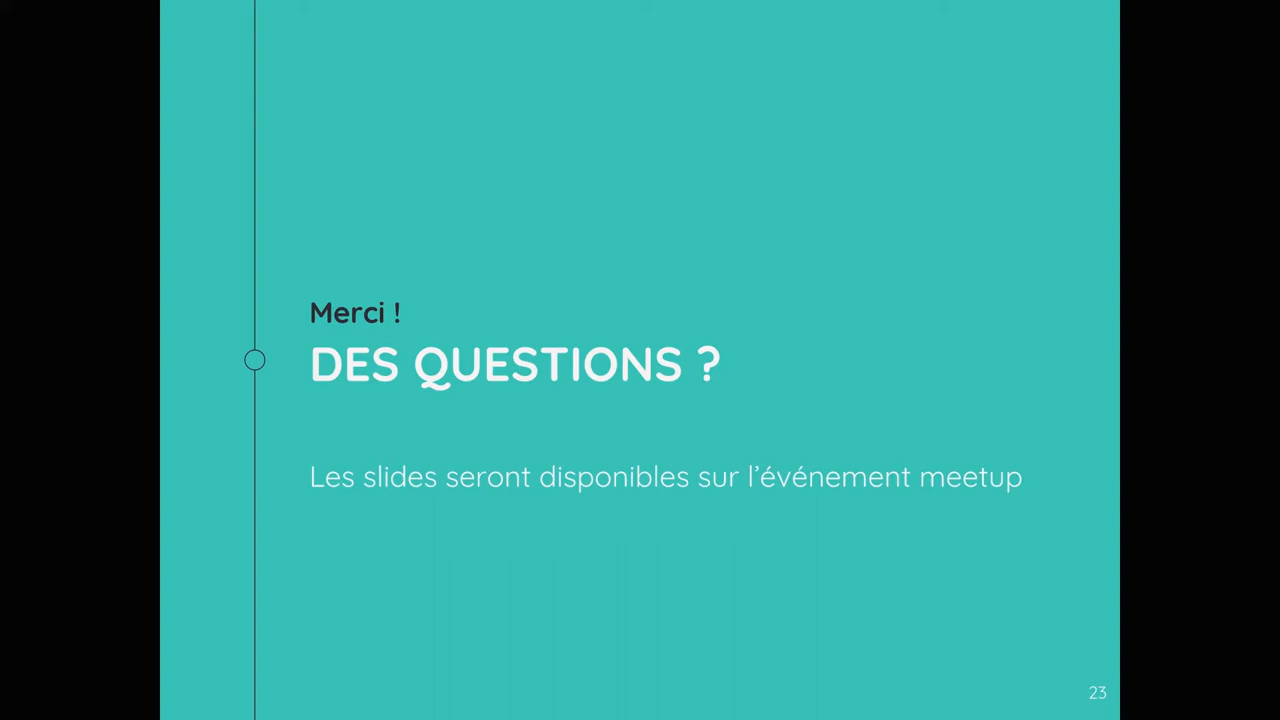 Merci !
DES QUESTIONS ?
Les slides seront disponibles sur l’événement meetup
23